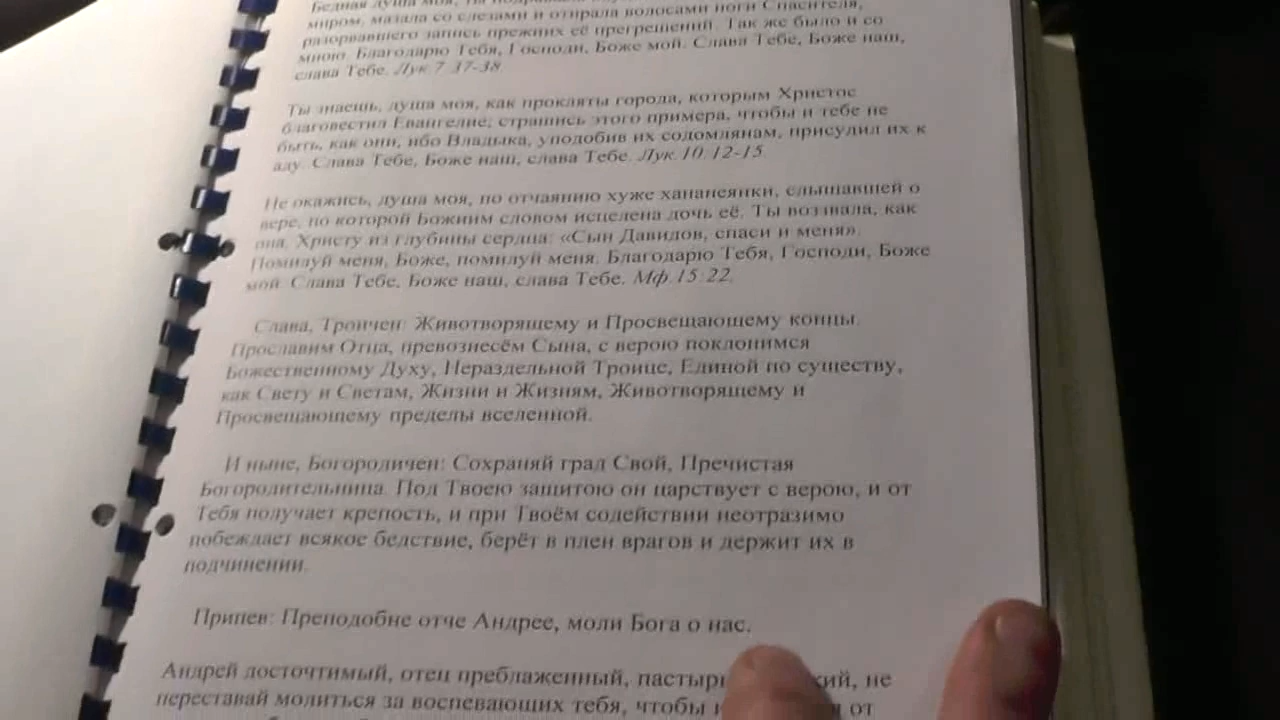 Бедная душа моя, ты
миром, мазала со слезами и отирала волосами ноги Спасителя,
разорвавшего запись прежних её прегрешений. Так же было и со
мною. Благодарю Тебя, Господи, Боже мой. Слава Тебе, Боже наш,
слава Тебе. Лук.7:37-38.
Ты знаешь, душа моя, как прокляты города, которым Христос
благовестил Евангелие; страшись этого примера, чтобы и тебе не
быть, как они, ибо Владыка, уподобив их содомлянам, присудил их к
аду. Слава Тебе, Боже наш, слава Тебе. Лук.10:12-15.
Не окажись, душа моя, по отчаянию хуже хананеянки, слышавшей о
вере, по которой Божиим словом исцелена дочь её. Ты воззвала, как
она, Христу из глубины сердца: «Сын Давидов, спаси и меня».
Помилуй меня, Боже, помилуй меня. Благодарю Тебя, Господи, Боже
мой. Слава Тебе, Боже наш, слава Тебе. Мф.15:22.
Слава, Троичен: Животворящему и Просвещающему концы.
Прославим Отца, превознесём Сына, с верою поклонимся
Божественному Духу, Нераздельной Троице, Единой по существу,
как Свету и Светам, Жизни и Жизням, Животворящему и
Просвещающему пределы вселенной.
И ныне, Богородичен: Сохраняй град Свой, Пречистая
Богородительница. Под Твоею защитою он царствует с верою, и от
Тебя получает крепость, и при Твоём содействии неотразимо
побеждает всякое бедствие, берёт в плен врагов и держит их в
подчинении.
Припев: Преподобне отче Андрее, моли Бога о нас.
Андрей досточтимый, отец преблаженный, пастырь кий, не
переставай молиться за воспевающих тебя, чтобы от